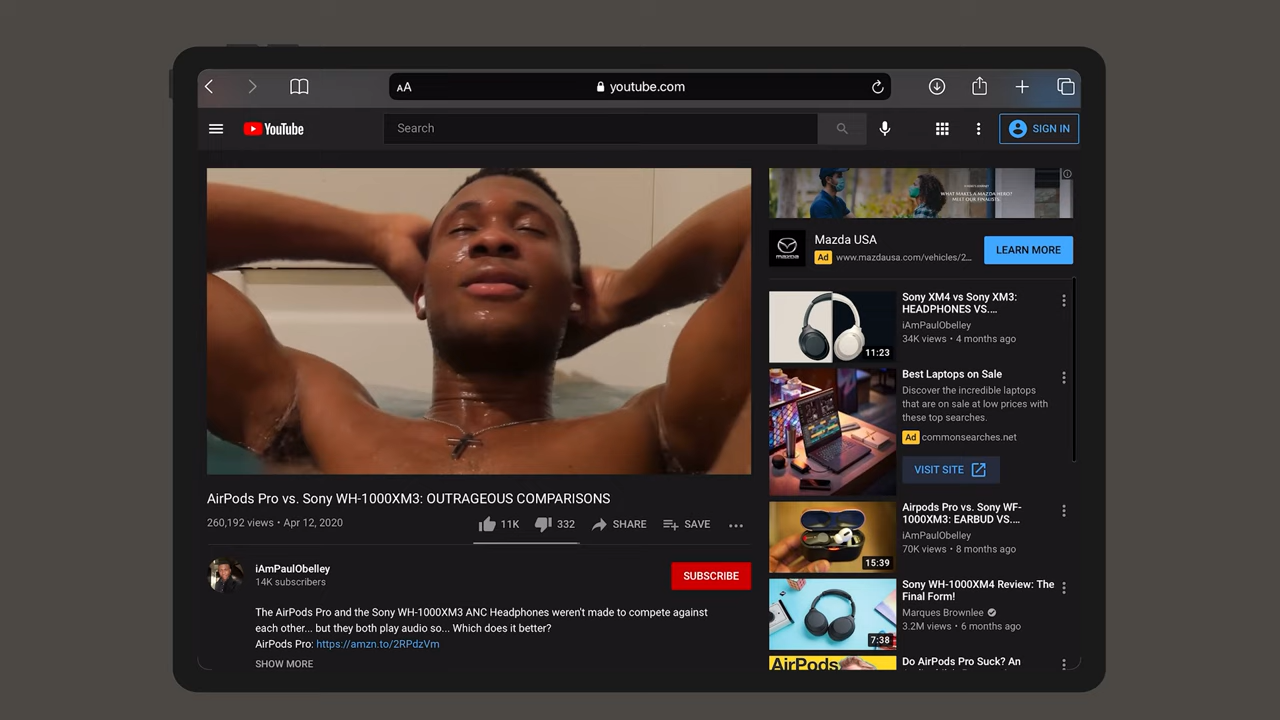 AA
youtube.com
YouTube
Search
SIGN IN
WHAT MAKES A MAZDA HERO?
MEET OUR FINALISTS.
Mazda USA
LEARN MORE
Ad www.mazdausa.com/vehicles/2...
mazda
Sony XM4 vs Sony XM3:
HEADPHONES VS....
iAmPaulObelley
34K views • 4 months ago
11:23
Best Laptops on Sale
Discover the incredible laptops
that are on sale at low prices with
these top searches.
Ad commonsearches.net
VISIT SITE
Airpods Pro vs. Sony WF-
1000XM3: EARBUD VS....
iAmPaulObelley
70K views • 8 months ago
15:39
Sony WH-1000XM4 Review: The
Final Form!
Marques Brownlee
3.2M views • 6 months ago
7:38
AirPods
Do AirPods Pro Suck? An
AirPods Pro vs. Sony WH-1000XM3: OUTRAGEOUS COMPARISONS
260,192 views • Apr 12, 2020
11K
332
SHARE
SAVE
iAmPaulObelley
14K subscribers
SUBSCRIBE
The AirPods Pro and the Sony WH-1000XM3 ANC Headphones weren't made to compete against
each other... but they both play audio so... Which does it better?
AirPods Pro: https://amzn.to/2RPdzVm
SHOW MORE